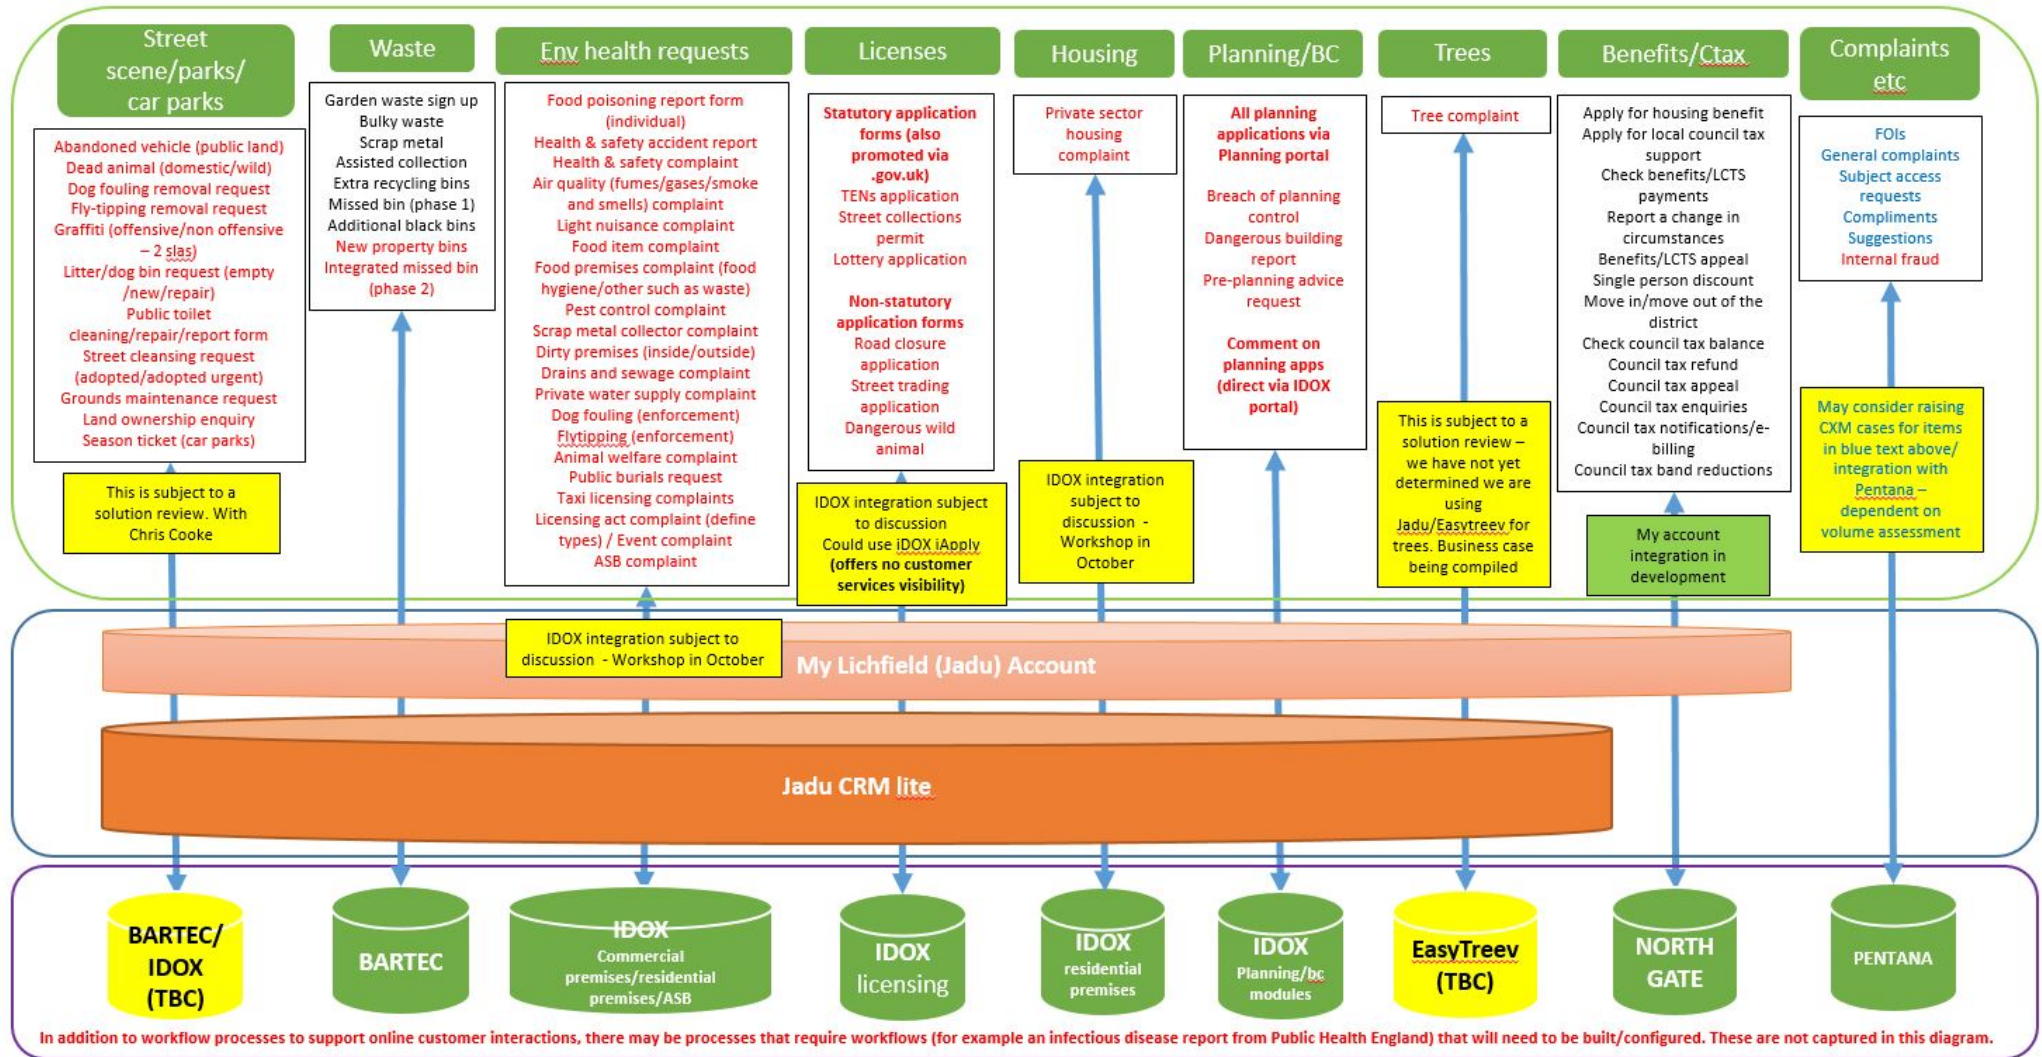 Street
scene/parks/
car parks
Abandoned vehicle (public land)
Dead animal (domestic/wild)
Dog fouling removal request
Fly-tipping removal request
Graffiti (offensive/non offensive
– 2 slas)
Litter/dog bin request (empty
/new/repair)
Public toilet
cleaning/repair/report form
Street cleansing request
(adopted/adopted urgent)
Grounds maintenance request
Land ownership enquiry
Season ticket (car parks)
This is subject to a
solution review. With
Chris Cooke
Waste
Garden waste sign up
Bulky waste
Scrap metal
Assisted collection
Extra recycling bins
Missed bin (phase 1)
Additional black bins
New property bins
Integrated missed bin
(phase 2)
Env health requests
Food poisoning report form
(individual)
Health & safety accident report
Health & safety complaint
Air quality (fumes/gases/smoke
and smells) complaint
Light nuisance complaint
Food item complaint
Food premises complaint (food
hygiene/other such as waste)
Pest control complaint
Scrap metal collector complaint
Dirty premises (inside/outside)
Drains and sewage complaint
Private water supply complaint
Dog fouling (enforcement)
Flytipping (enforcement)
Animal welfare complaint
Public burials request
Taxi licensing complaints
Licensing act complaint (define
types) / Event complaint
ASB complaint
IDOX integration subject to
discussion - Workshop in October
Licenses
Statutory application
forms (also
promoted via
.gov.uk)
TENs application
Street collections
permit
Lottery application
Non-statutory
application forms
Road closure
application
Street trading
application
Dangerous wild
animal
IDOX integration subject
to discussion
Could use iDOX iApply
(offers no customer
services visibility)
Housing
Private sector
housing
complaint
IDOX integration
subject to
discussion -
Workshop in
October
Planning/BC
All planning
applications via
Planning portal
Breach of planning
control
Dangerous building
report
Pre-planning advice
request
Comment on
planning apps
(direct via IDOX
portal)
Trees
Tree complaint
This is subject to a
solution review –
we have not yet
determined we are
using
Jadu/Easytreev for
trees. Business case
being compiled
Benefits/Ctax
Apply for housing benefit
Apply for local council tax
support
Check benefits/LCTS
payments
Report a change in
circumstances
Benefits/LCTS appeal
Single person discount
Move in/move out of the
district
Check council tax balance
Council tax refund
Council tax appeal
Council tax enquiries
Council tax notifications/e-
billing
Council tax band reductions
My account
integration in
development
Complaints
etc
FOIs
General complaints
Subject access
requests
Compliments
Suggestions
Internal fraud
May consider raising
CXM cases for items
in blue text above/
integration with
Pentana –
dependent on
volume assessment
My Lichfield (Jadu) Account
Jadu CRM lite
BARTEC/
IDOX
(TBC)
BARTEC
IDOX
Commercial
premises/residential
premises/ASB
IDOX
licensing
IDOX
residential
premises
IDOX
Planning/bc
modules
EasyTreev
(TBC)
NORTH
GATE
PENTANA
In addition to workflow processes to support online customer interactions, there may be processes that require workflows (for example an infectious disease report from Public Health England) that will need to be built/configured. These are not captured in this diagram.